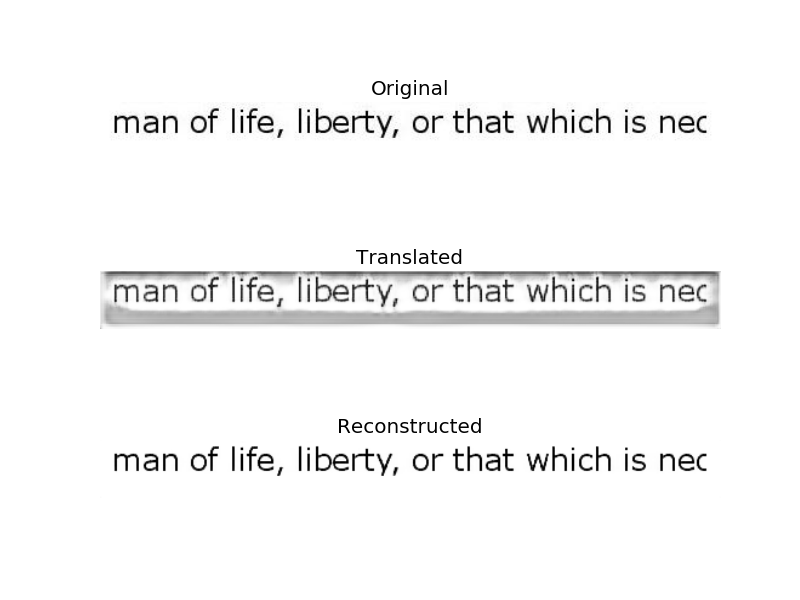 Original
man of life, liberty, or that which is nec
Translated
man of life, liberty, or that which is nec
Reconstructed
man of life, liberty, or that which is nec